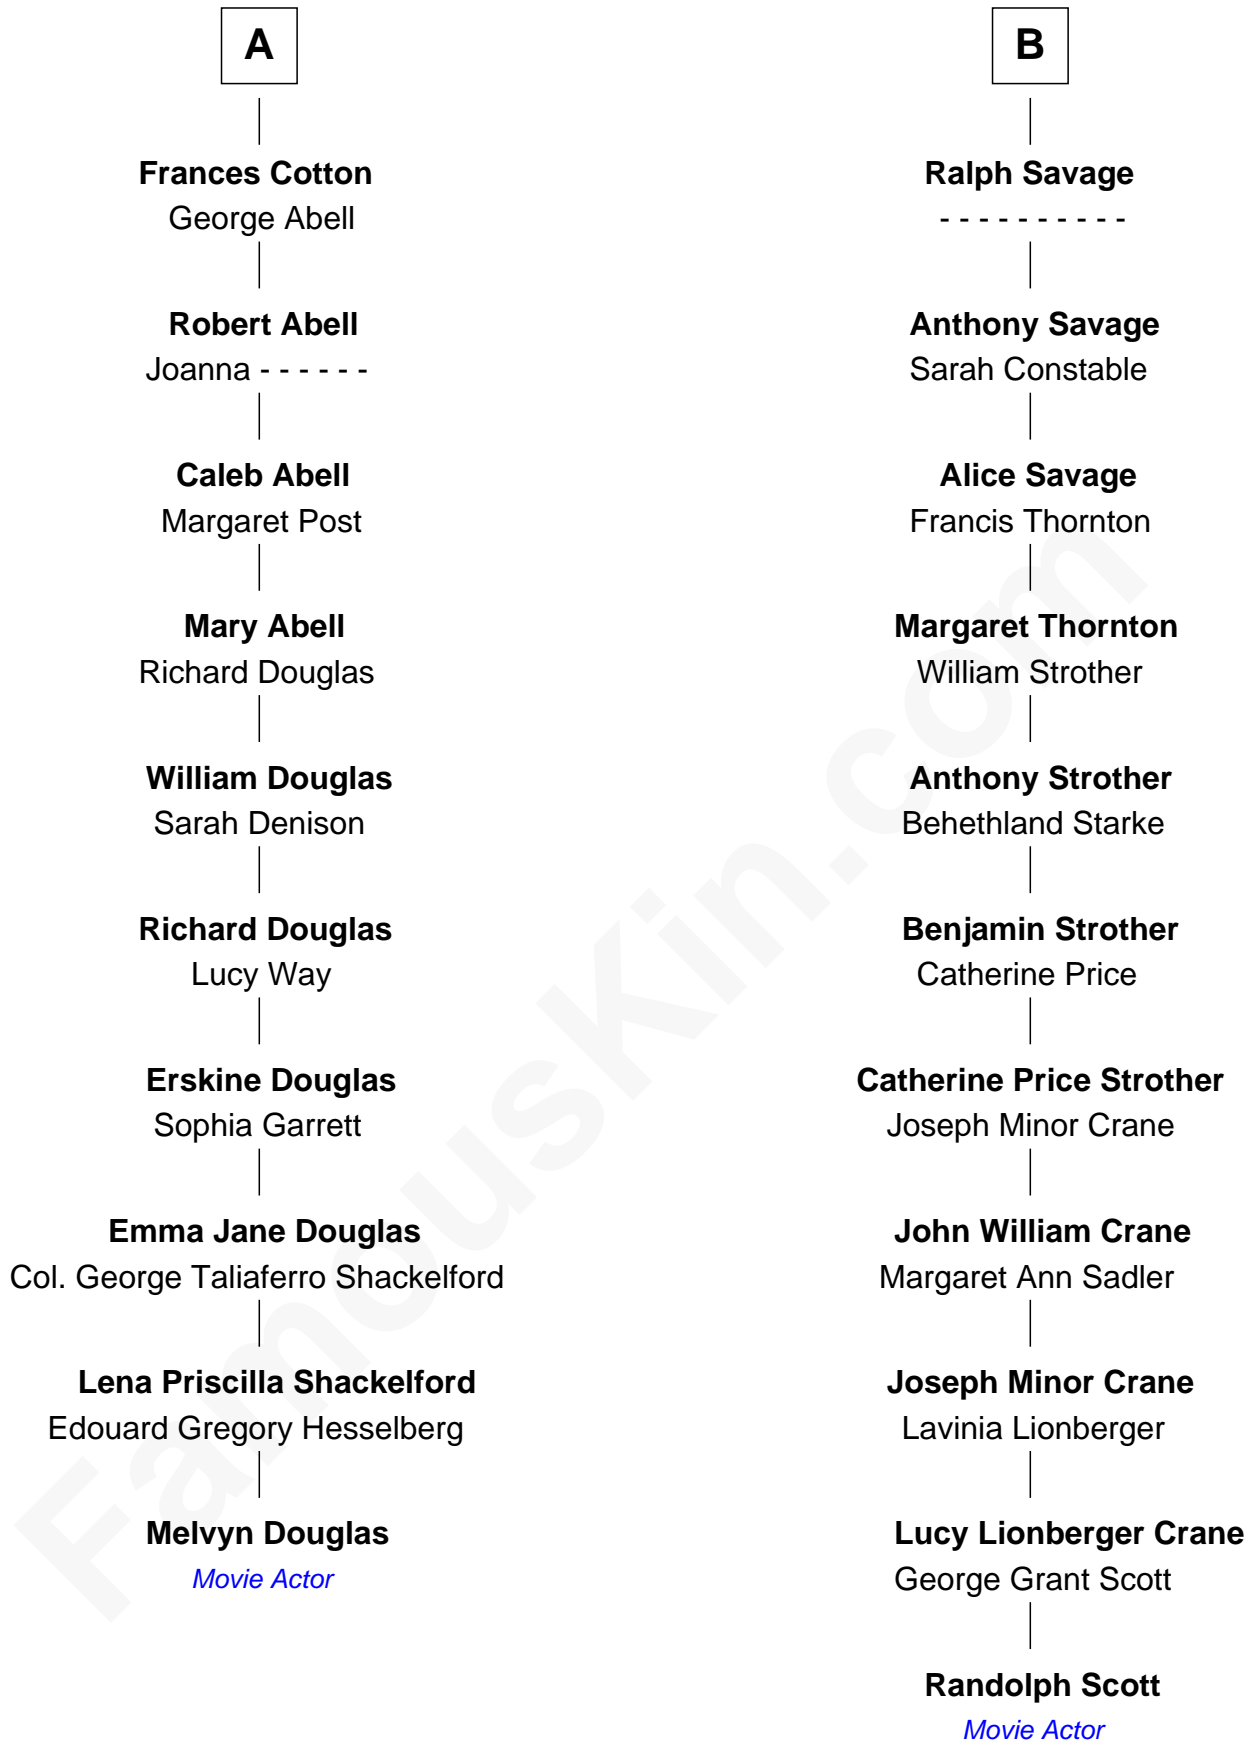 A
Frances Cotton
George Abell
Robert Abell
Joanna - - - - - -
Caleb Abell
Margaret Post
Mary Abell
Richard Douglas
William Douglas
Sarah Denison
Richard Douglas
Lucy Way
Erskine Douglas
Sophia Garrett
Emma Jane Douglas
Col. George Taliaferro Shackelford
Lena Priscilla Shackelford
Edouard Gregory Hesselberg
Melvyn Douglas
Movie Actor
B
Ralph Savage
- - - - - - - - - -
Anthony Savage
Sarah Constable
Alice Savage
Francis Thornton
Margaret Thornton
William Strother
Anthony Strother
Behethland Starke
Benjamin Strother
Catherine Price
Catherine Price Strother
Joseph Minor Crane
John William Crane
Margaret Ann Sadler
Joseph Minor Crane
Lavinia Lionberger
Lucy Lionberger Crane
George Grant Scott
Randolph Scott
Movie Actor
FamousKin.com